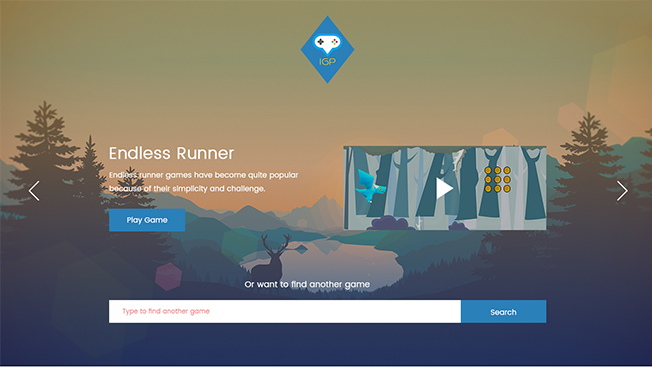 IGP
Endless Runner
Endless runner games have become quite popular
because of their simplicity and challenge.
Play Game
Or want to find another game
Type to find another game
Search